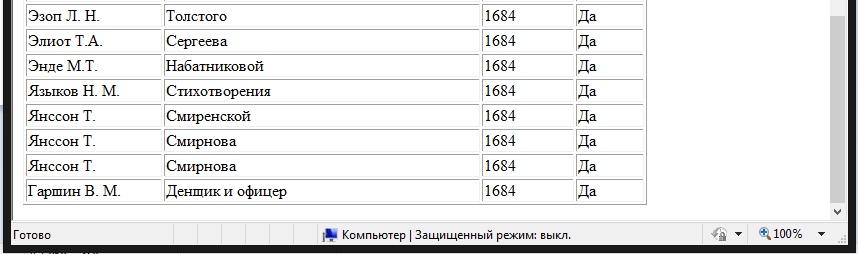 Эзоп Л. Н. Толстого 1684 Да
Элиот Т.А. Сергеева 1684 Да
Энде М.Т. Набатниковой 1684 Да
Языков Н. М. Стихотворения 1684 Да
Янссон Т. Смиренской 1684 Да
Янссон Т. Смирнова 1684 Да
Янссон Т. Смирнова 1684 Да
Гаршин В. М. Денщик и офицер 1684 Да
Готово Компьютер | Защищенный режим: выкл. 100%